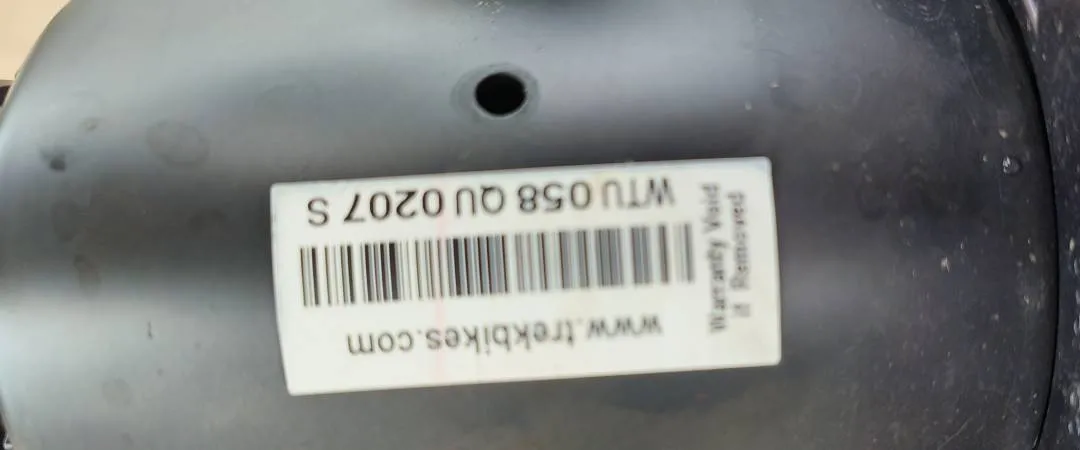 WTU 058 QU 0207 S
www.trekbikes.com
Warranty Void
if Removed